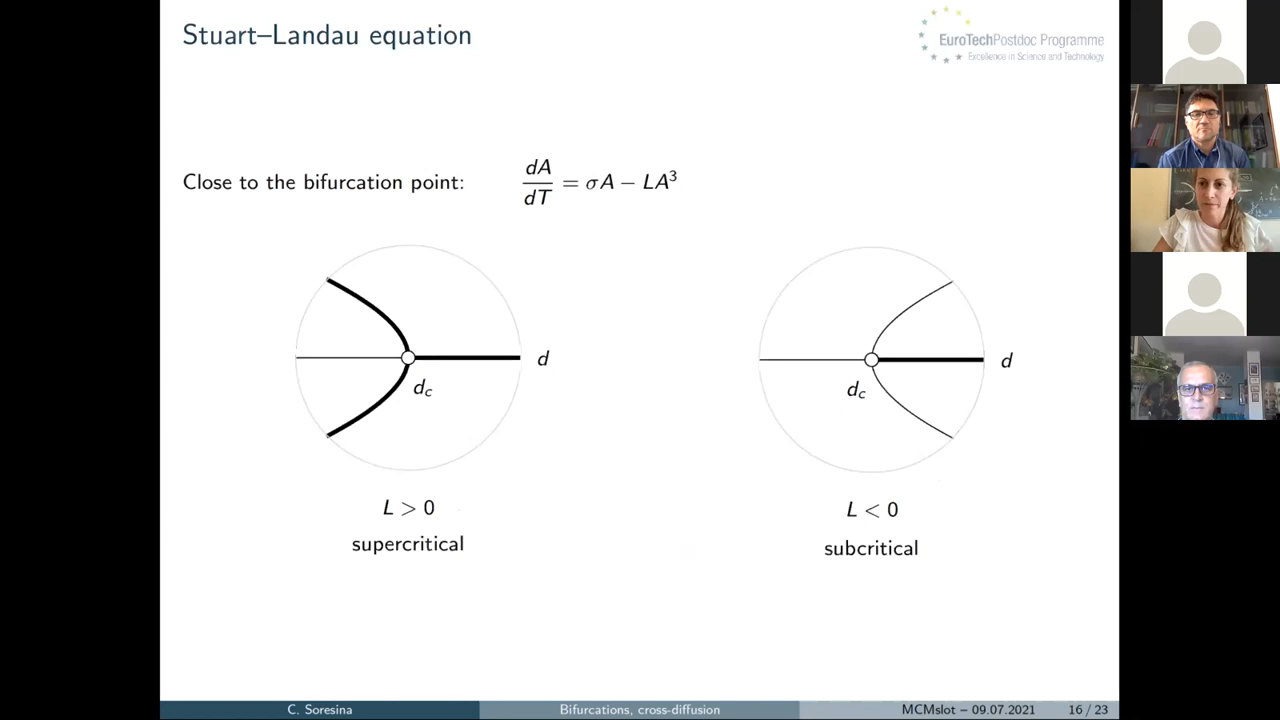 Stuart–Landau equation
EuroTechPostdoc Programme
Excellence in Science and Technology
Close to the bifurcation point: dA/dT = σA − LA³
d
d_c
d
d_c
L > 0
supercritical
L < 0
subcritical
C. Soresina
Bifurcations, cross-diffusion
MCMslot – 09.07.2021
16 / 23